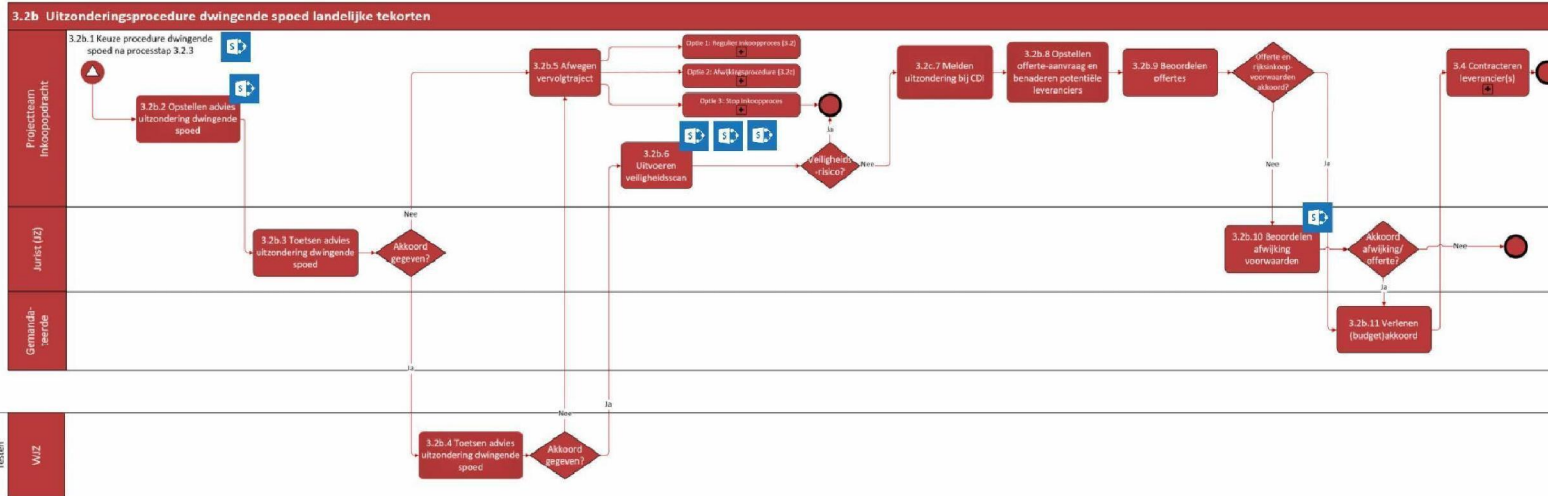 3.2b Uitzonderingsprocedure dwingende spoed landelijke tekorten
Projectteam
Inkoopopdracht
3.2b.1 Keuze procedure dwingende
spoed na processtap 3.2.3
S
3.2b.2 Opstellen advies
uitzondering dwingende
spoed
S
3.2b.5 Afwegen
vervolgtraject
Optie 1: Regulier inkoopproces (3.2)
Optie 2: Afwijkingsprocedure (3.2c)
Optie 3: Stop inkoopproces
S
S
S
3.2b.6
Uitvoeren
veiligheidsscan
Ja
Veiligheids
-risico?
Nee
3.2c.7 Melden
uitzondering bij CDI
3.2b.8 Opstellen
offerte-aanvraag en
benaderen potentiële
leveranciers
3.2b.9 Beoordelen
offertes
Offerte en
rijksinkoop-
voorwaarden
akkoord?
Nee
Ja
3.4 Contracteren
leverancier(s)
Jurist (JZ)
3.2b.3 Toetsen advies
uitzondering dwingende
spoed
Nee
Akkoord
gegeven?
S
3.2b.10 Beoordelen
afwijking
voorwaarden
Akkoord
afwijking/
offerte?
Nee
Ja
Gemanda-
teerde
Ja
3.2b.11 Verlenen
(budget)akkoord
WJZ
3.2b.4 Toetsen advies
uitzondering dwingende
spoed
Nee
Akkoord
gegeven?
Ja